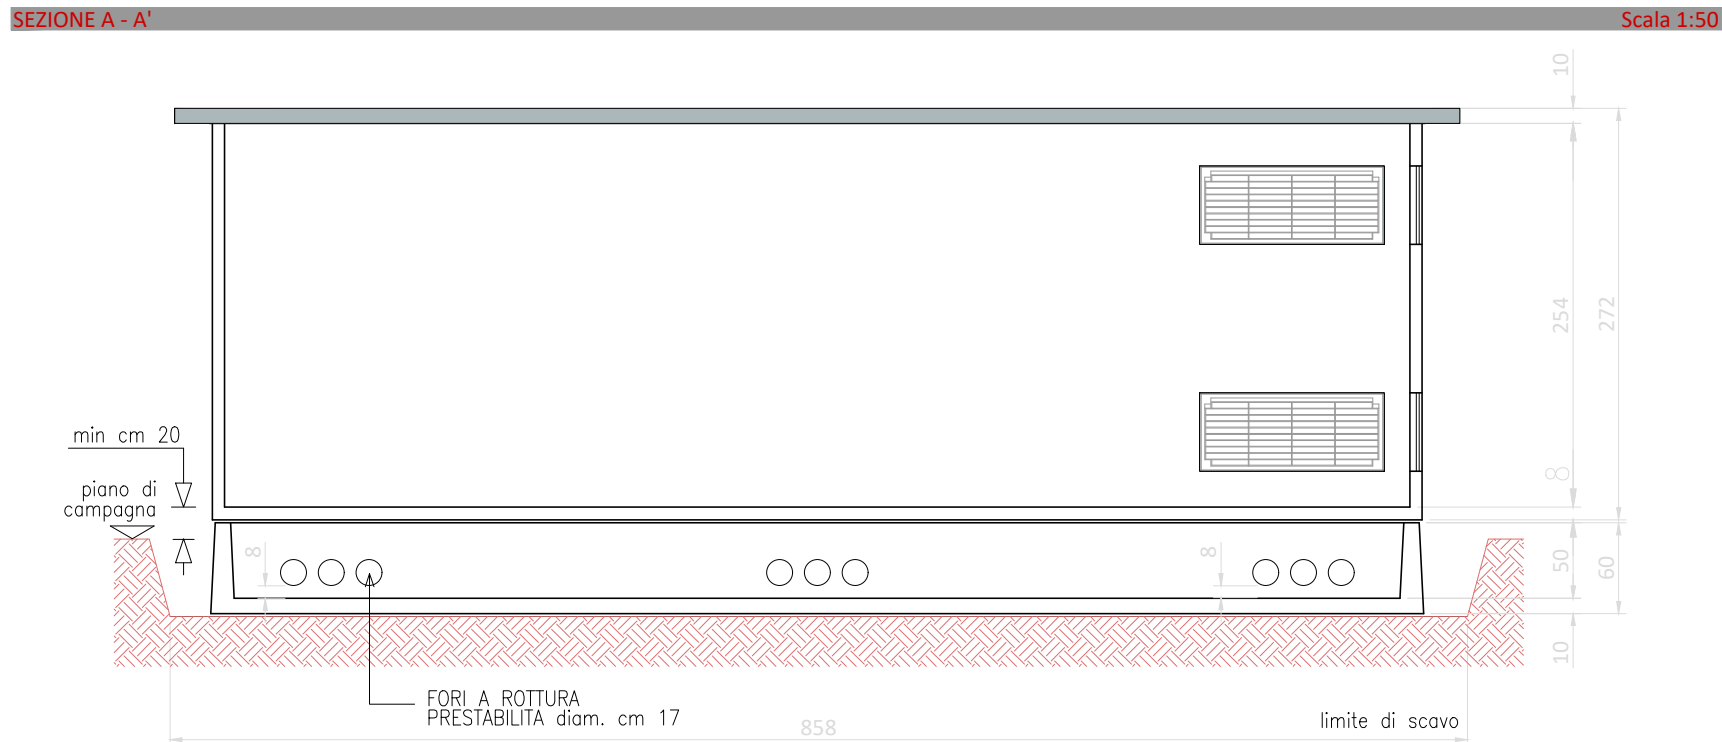 SEZIONE A - A'
Scala 1:50
10
254
272
min cm 20
8
piano di
campagna
8
8
50
60
10
FORI A ROTTURA
PRESTABILITA diam. cm 17
limite di scavo
858